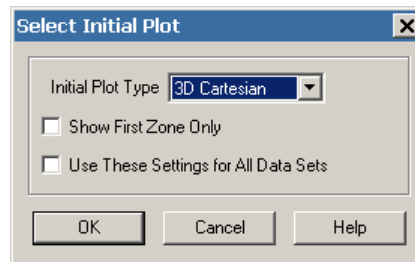 Select Initial Plot
Initial Plot Type 3D Cartesian
Show First Zone Only
Use These Settings for All Data Sets
OK Cancel Help